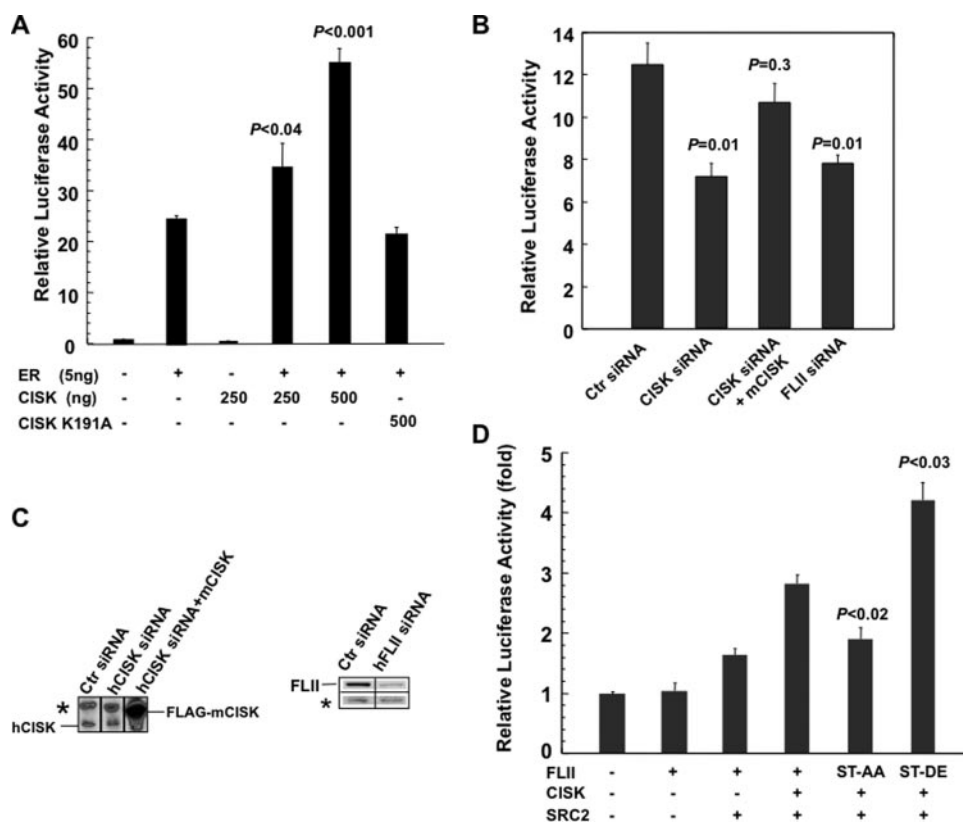 A
Relative Luciferase Activity
60
50
40
30
20
10
0
P<0.04
P<0.001
ER (5ng) - + - + + +
CISK (ng) - - 250 250 500 -
CISK K191A - - - - - 500
B
Relative Luciferase Activity
14
12
10
8
6
4
2
0
P=0.01
P=0.3
P=0.01
Ctr siRNA
CISK siRNA
CISK siRNA
+ mCISK
FLII siRNA
C
Ctr siRNA
hCISK siRNA
hCISK siRNA+mCISK
*
hCISK
FLAG-mCISK
Ctr siRNA
hFLII siRNA
FLII
*
D
Relative Luciferase Activity (fold)
5
4
3
2
1
0
P<0.02
P<0.03
FLII - + + + ST-AA ST-DE
CISK - - - + + +
SRC2 - - + + + +